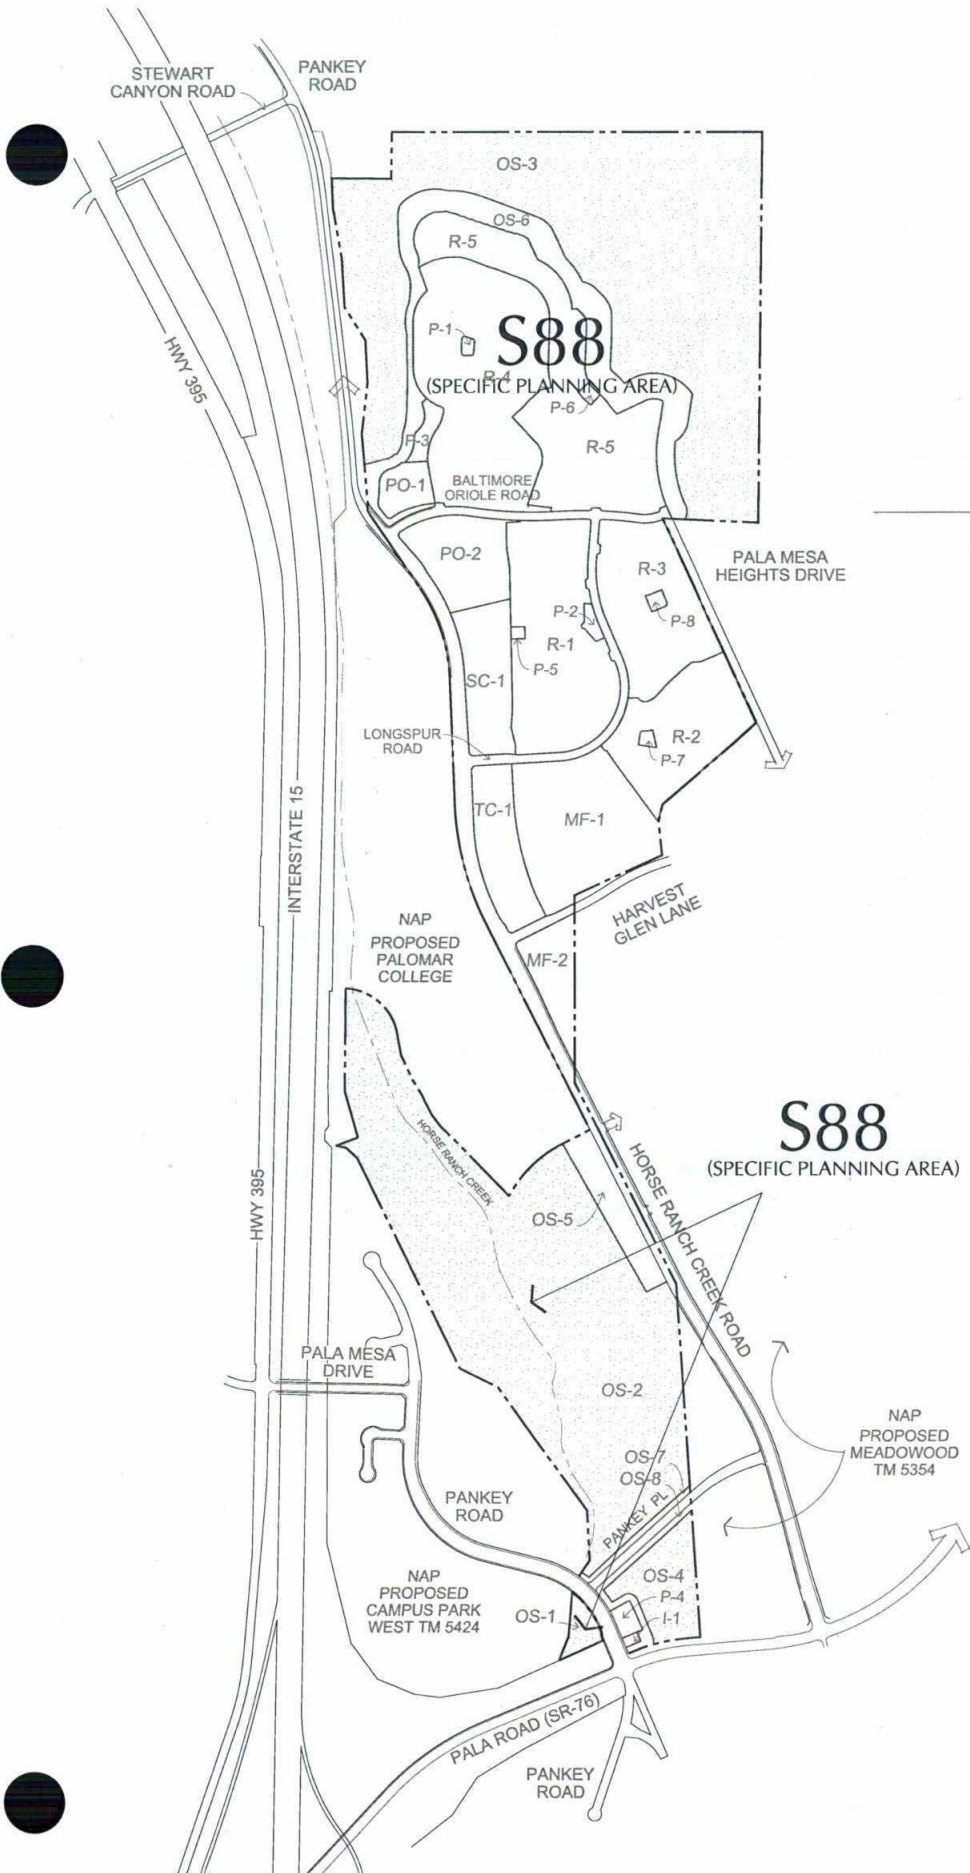 STEWART
CANYON ROAD
PANKEY
ROAD
OS-3
OS-6
R-5
HWY 395
P-1
S88
R-4
(SPECIFIC PLANNING AREA)
P-6
P-3
R-5
PO-1
BALTIMORE
ORIOLE ROAD
PO-2
R-3
PALA MESA
HEIGHTS DRIVE
P-2
P-8
R-1
P-5
SC-1
LONGSPUR
ROAD
R-2
P-7
INTERSTATE 15
TC-1
MF-1
HARVEST
GLEN LANE
NAP
PROPOSED
PALOMAR
COLLEGE
MF-2
S88
(SPECIFIC PLANNING AREA)
HORSE RANCH CREEK
HORSE RANCH CREEK ROAD
HWY 395
OS-5
PALA MESA
DRIVE
OS-2
NAP
PROPOSED
MEADOWOOD
TM 5354
OS-7
OS-8
PANKEY
ROAD
PANKEY PL
NAP
PROPOSED
CAMPUS PARK
WEST TM 5424
OS-4
P-4
OS-1
I-1
PALA ROAD (SR-76)
PANKEY
ROAD